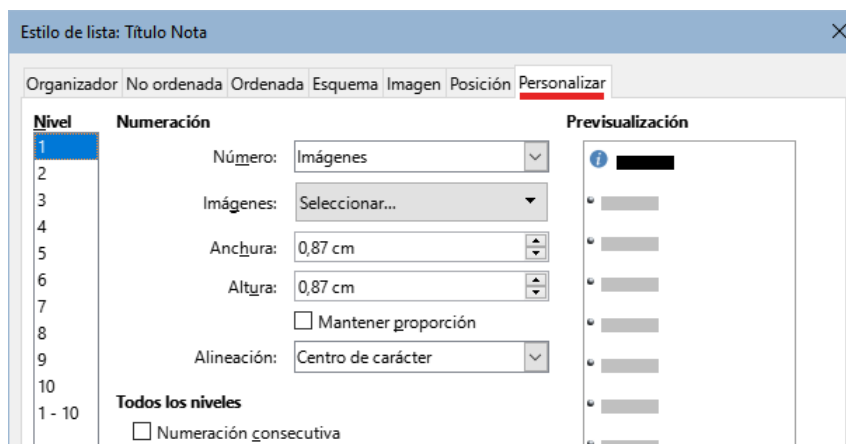 Estilo de lista: Título Nota
Organizador No ordenada Ordenada Esquema Imagen Posición Personalizar
Nivel
1
2
3
4
5
6
7
8
9
10
1 - 10
Numeración
Número: Imágenes
Imágenes: Seleccionar...
Anchura: 0,87 cm
Altura: 0,87 cm
Mantener proporción
Alineación: Centro de carácter
Todos los niveles
Numeración consecutiva
Previsualización
i